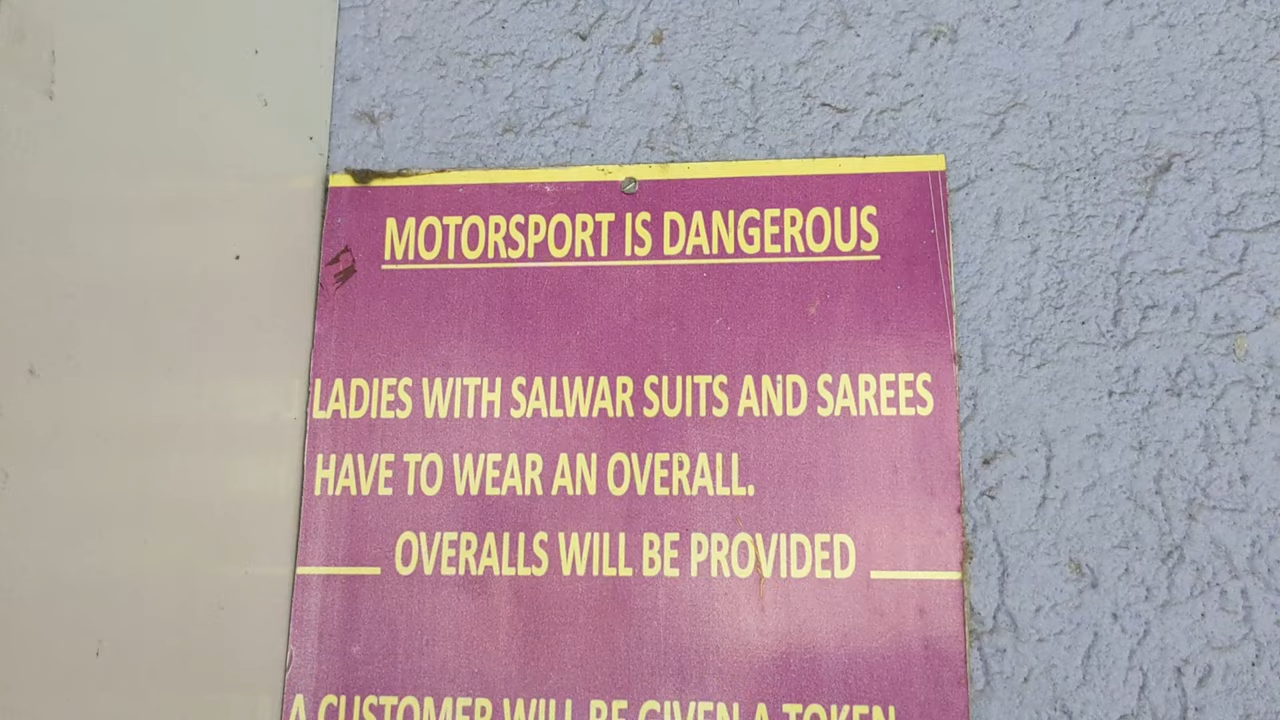 MOTORSPORT IS DANGEROUS
LADIES WITH SALWAR SUITS AND SAREES
HAVE TO WEAR AN OVERALL.
OVERALLS WILL BE PROVIDED
A CUSTOMER WILL BE GIVEN A TOKEN